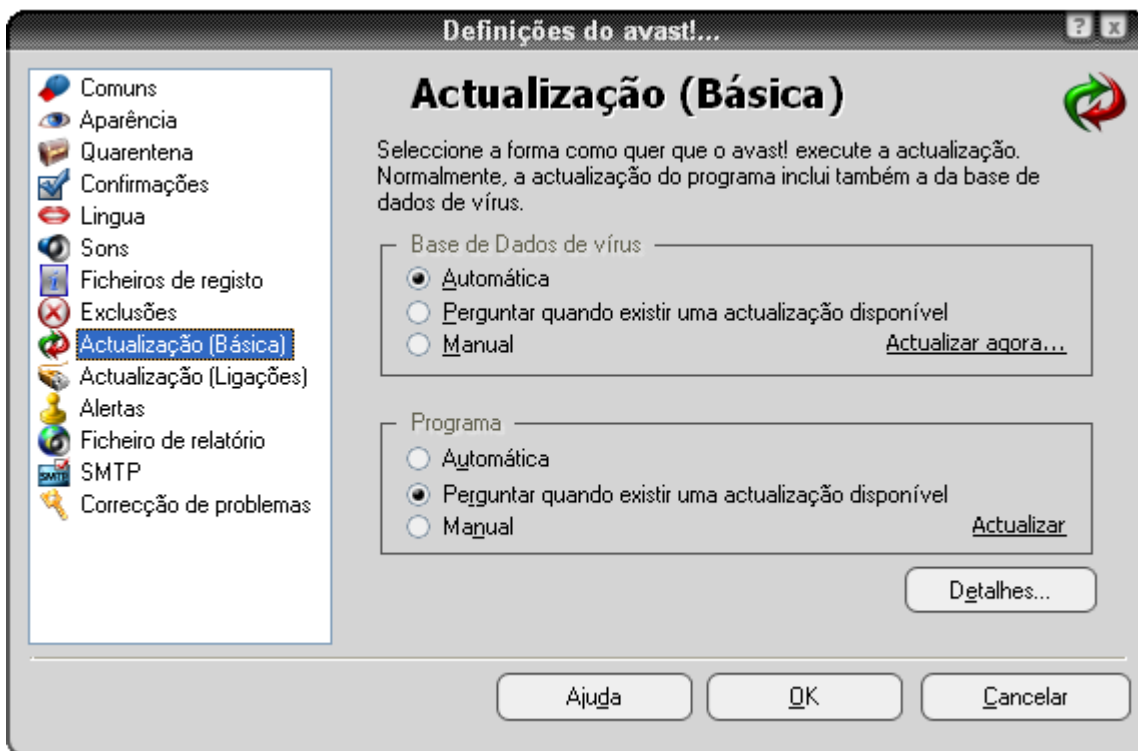 Definições do avast!...
Comuns
Aparência
Quarentena
Confirmações
Lingua
Sons
Ficheiros de registo
Exclusões
Actualização (Básica)
Actualização (Ligações)
Alertas
Ficheiro de relatório
SMTP
Correcção de problemas
Actualização (Básica)
Seleccione a forma como quer que o avast! execute a actualização.
Normalmente, a actualização do programa inclui também a da base de
dados de vírus.
Base de Dados de vírus
Automática
Perguntar quando existir uma actualização disponível
Manual
Actualizar agora...
Programa
Automática
Perguntar quando existir uma actualização disponível
Manual
Actualizar
Detalhes...
Ajuda
OK
Cancelar